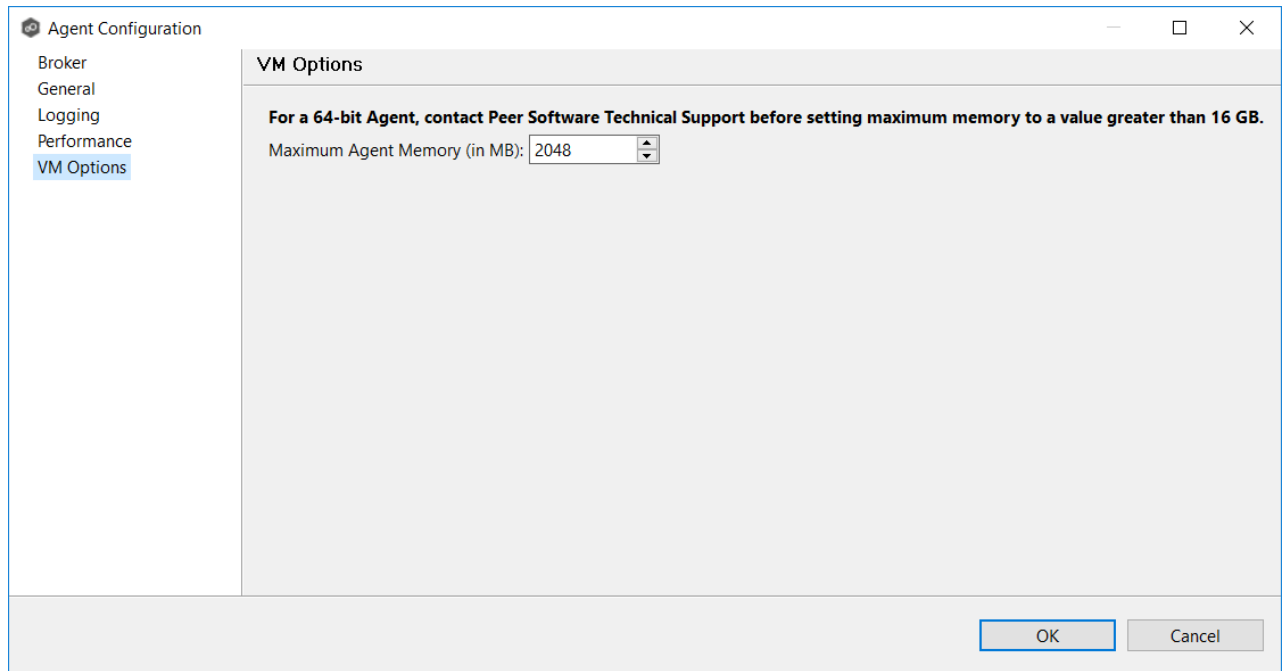 Agent Configuration
Broker
General
Logging
Performance
VM Options
VM Options
For a 64-bit Agent, contact Peer Software Technical Support before setting maximum memory to a value greater than 16 GB.
Maximum Agent Memory (in MB): 2048
OK Cancel